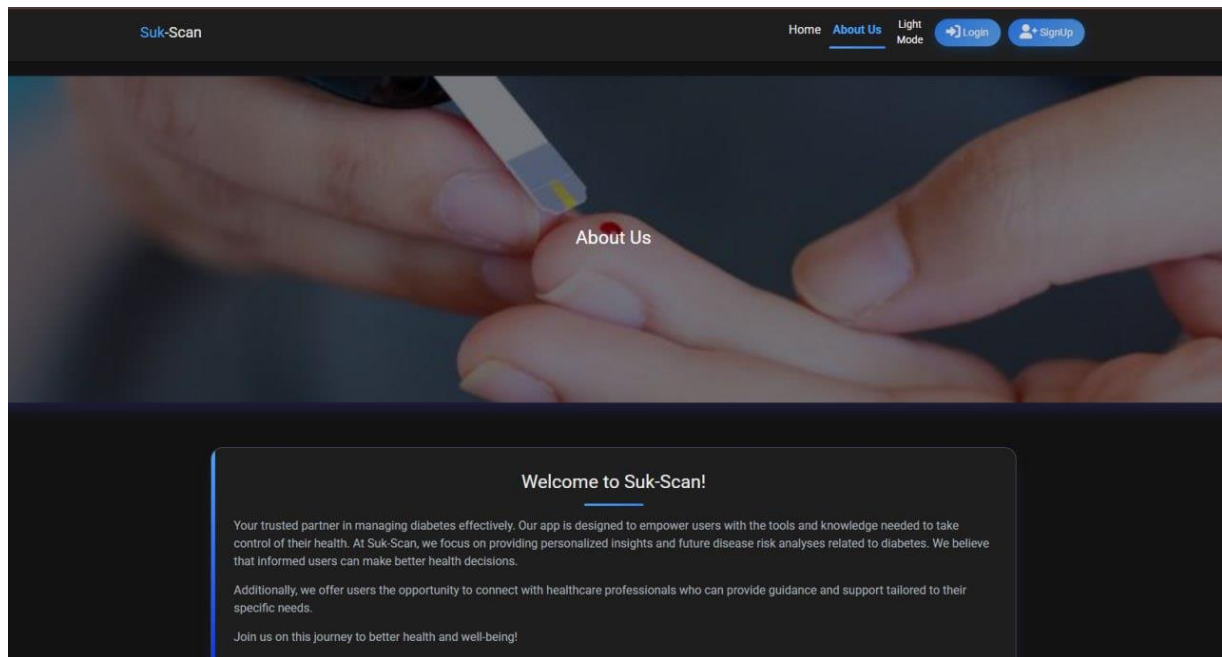 Suk-Scan
Home About Us Light Mode Login SignUp
About Us
Welcome to Suk-Scan!
Your trusted partner in managing diabetes effectively. Our app is designed to empower users with the tools and knowledge needed to take
control of their health. At Suk-Scan, we focus on providing personalized insights and future disease risk analyses related to diabetes. We believe
that informed users can make better health decisions.
Additionally, we offer users the opportunity to connect with healthcare professionals who can provide guidance and support tailored to their
specific needs.
Join us on this journey to better health and well-being!